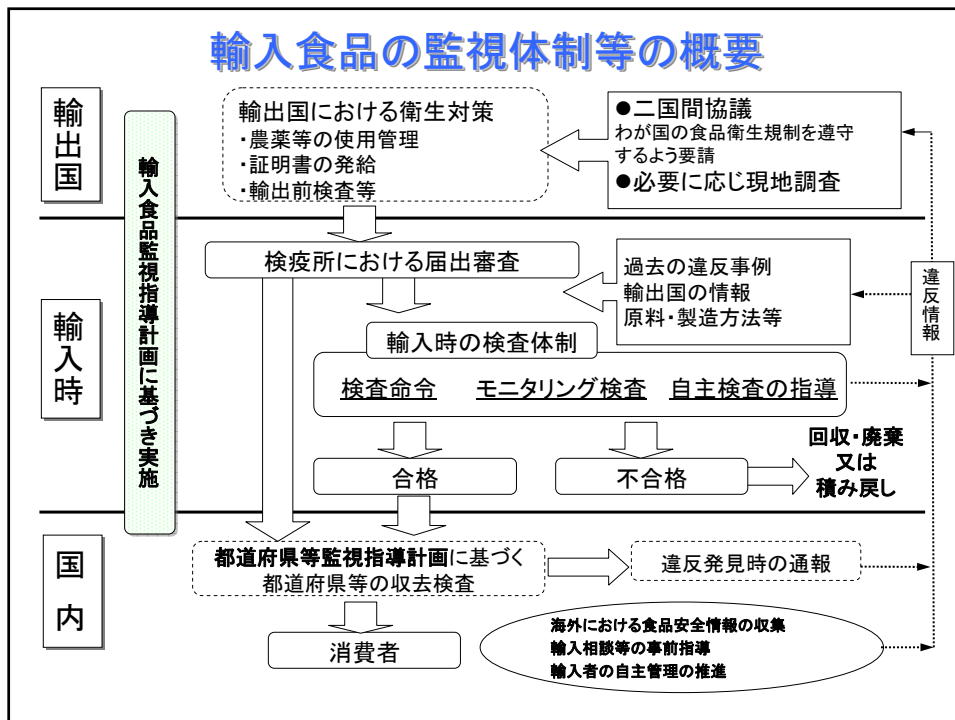 輸入食品の監視体制等の概要
輸出国
輸出国における衛生対策
・農薬等の使用管理
・証明書の発給
・輸出前検査等
●二国間協議
わが国の食品衛生規制を遵守
するよう要請
●必要に応じ現地調査
輸入食品監視指導計画に基づき実施
輸入時
検疫所における届出審査
過去の違反事例
輸出国の情報
原料・製造方法等
違反情報
輸入時の検査体制
検査命令 モニタリング検査 自主検査の指導
合格
不合格
回収・廃棄
又は
積み戻し
国内
都道府県等監視指導計画に基づく
都道府県等の収去検査
違反発見時の通報
消費者
海外における食品安全情報の収集
輸入相談等の事前指導
輸入者の自主管理の推進